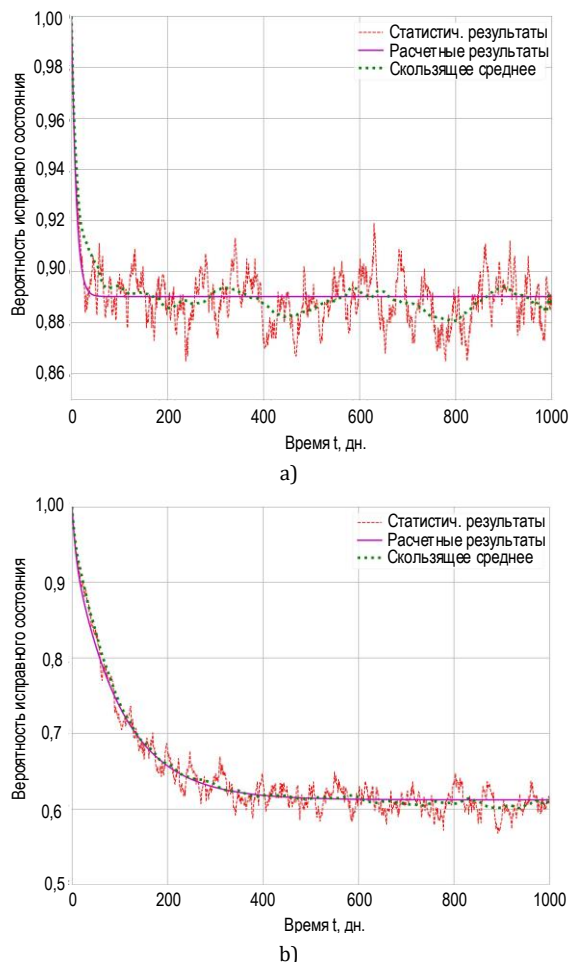 1,00
0,98
0,96
0,94
0,92
0,90
0,88
0,86
Вероятность исправного состояния
Статистич. результаты
Расчетные результаты
Скользящее среднее
0 200 400 600 800 1000
Время t, дн.
a)
1,00
0,9
0,8
0,7
0,6
0,5
Вероятность исправного состояния
Статистич. результаты
Расчетные результаты
Скользящее среднее
0 200 400 600 800 1000
Время t, дн.
b)